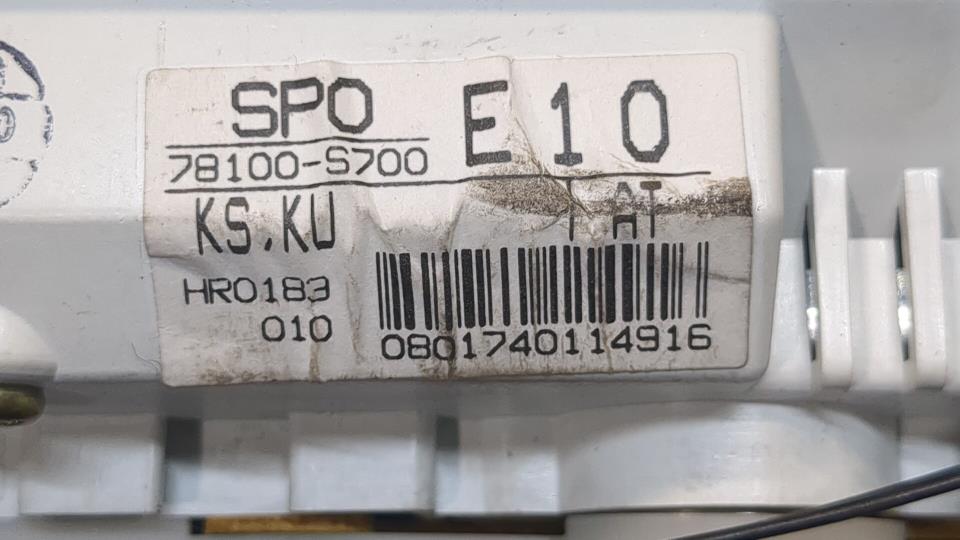 SPO E10
78100-S700
KS.KU AT
HR0183
010
0801740114916